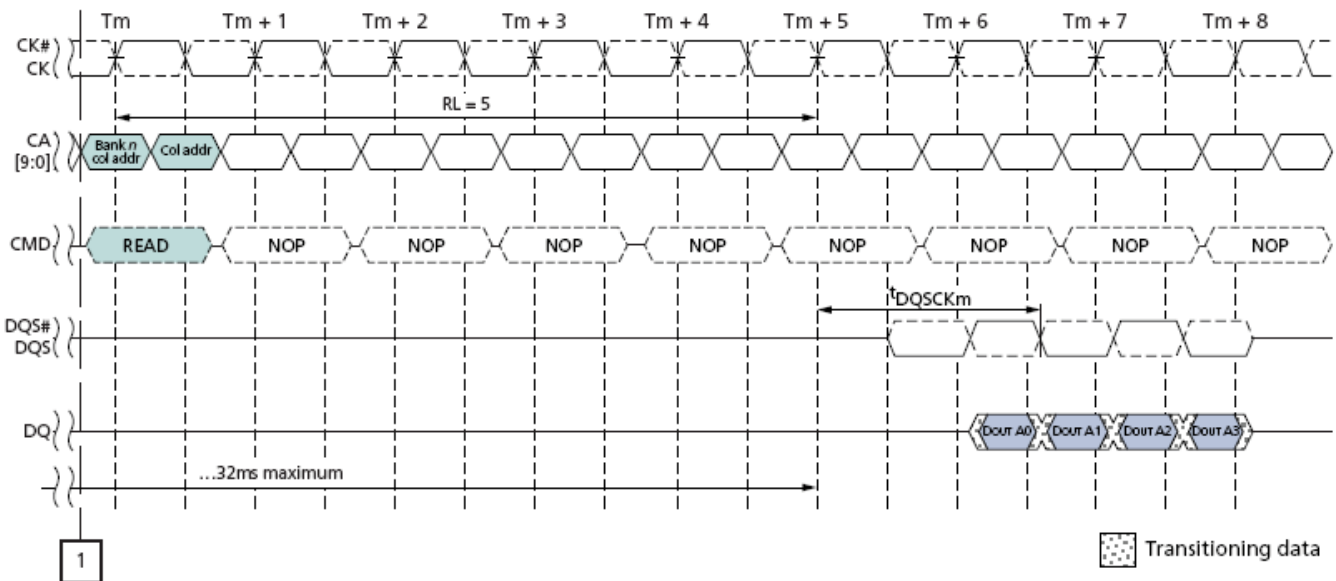 Tm Tm + 1 Tm + 2 Tm + 3 Tm + 4 Tm + 5 Tm + 6 Tm + 7 Tm + 8
CK#
CK
RL = 5
CA
[9:0]
Bank n
col addr
Col addr
CMD
READ NOP NOP NOP NOP NOP NOP NOP NOP
tDQSCKm
DQS#
DQS
DQ
DOUT A0 DOUT A1 DOUT A2 DOUT A3
...32ms maximum
1
Transitioning data